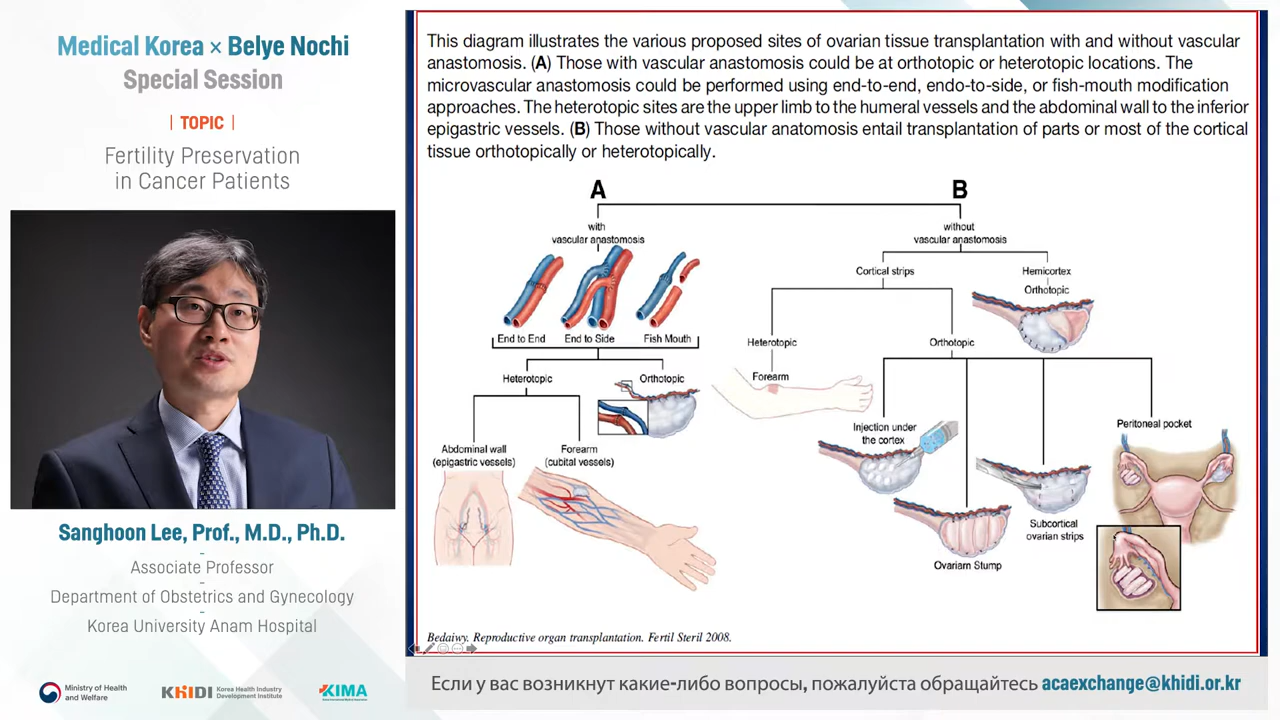 Medical Korea × Belye Nochi
Special Session
| TOPIC |
Fertility Preservation
in Cancer Patients
Sanghoon Lee, Prof., M.D., Ph.D.
-
Associate Professor
-
Department of Obstetrics and Gynecology
-
Korea University Anam Hospital
Ministry of Health
and Welfare
KHIDI
Korea Health Industry
Development Institute
KIMA
This diagram illustrates the various proposed sites of ovarian tissue transplantation with and without vascular
anastomosis. (A) Those with vascular anastomosis could be at orthotopic or heterotopic locations. The
microvascular anastomosis could be performed using end-to-end, endo-to-side, or fish-mouth modification
approaches. The heterotopic sites are the upper limb to the humeral vessels and the abdominal wall to the inferior
epigastric vessels. (B) Those without vascular anatomosis entail transplantation of parts or most of the cortical
tissue orthotopically or heterotopically.
A
B
with
vascular anastomosis
without
vascular anastomosis
Cortical strips
Hemicortex
Orthotopic
End to End
End to Side
Fish Mouth
Heterotopic
Orthotopic
Heterotopic
Orthotopic
Forearm
Abdominal wall
(epigastric vessels)
Forearm
(cubital vessels)
Injection under
the cortex
Peritoneal pocket
Subcortical
ovarian strips
Ovariarn Stump
Bedaiwy. Reproductive organ transplantation. Fertil Steril 2008.
Если у вас возникнут какие-либо вопросы, пожалуйста обращайтесь acaexchange@khidi.or.kr